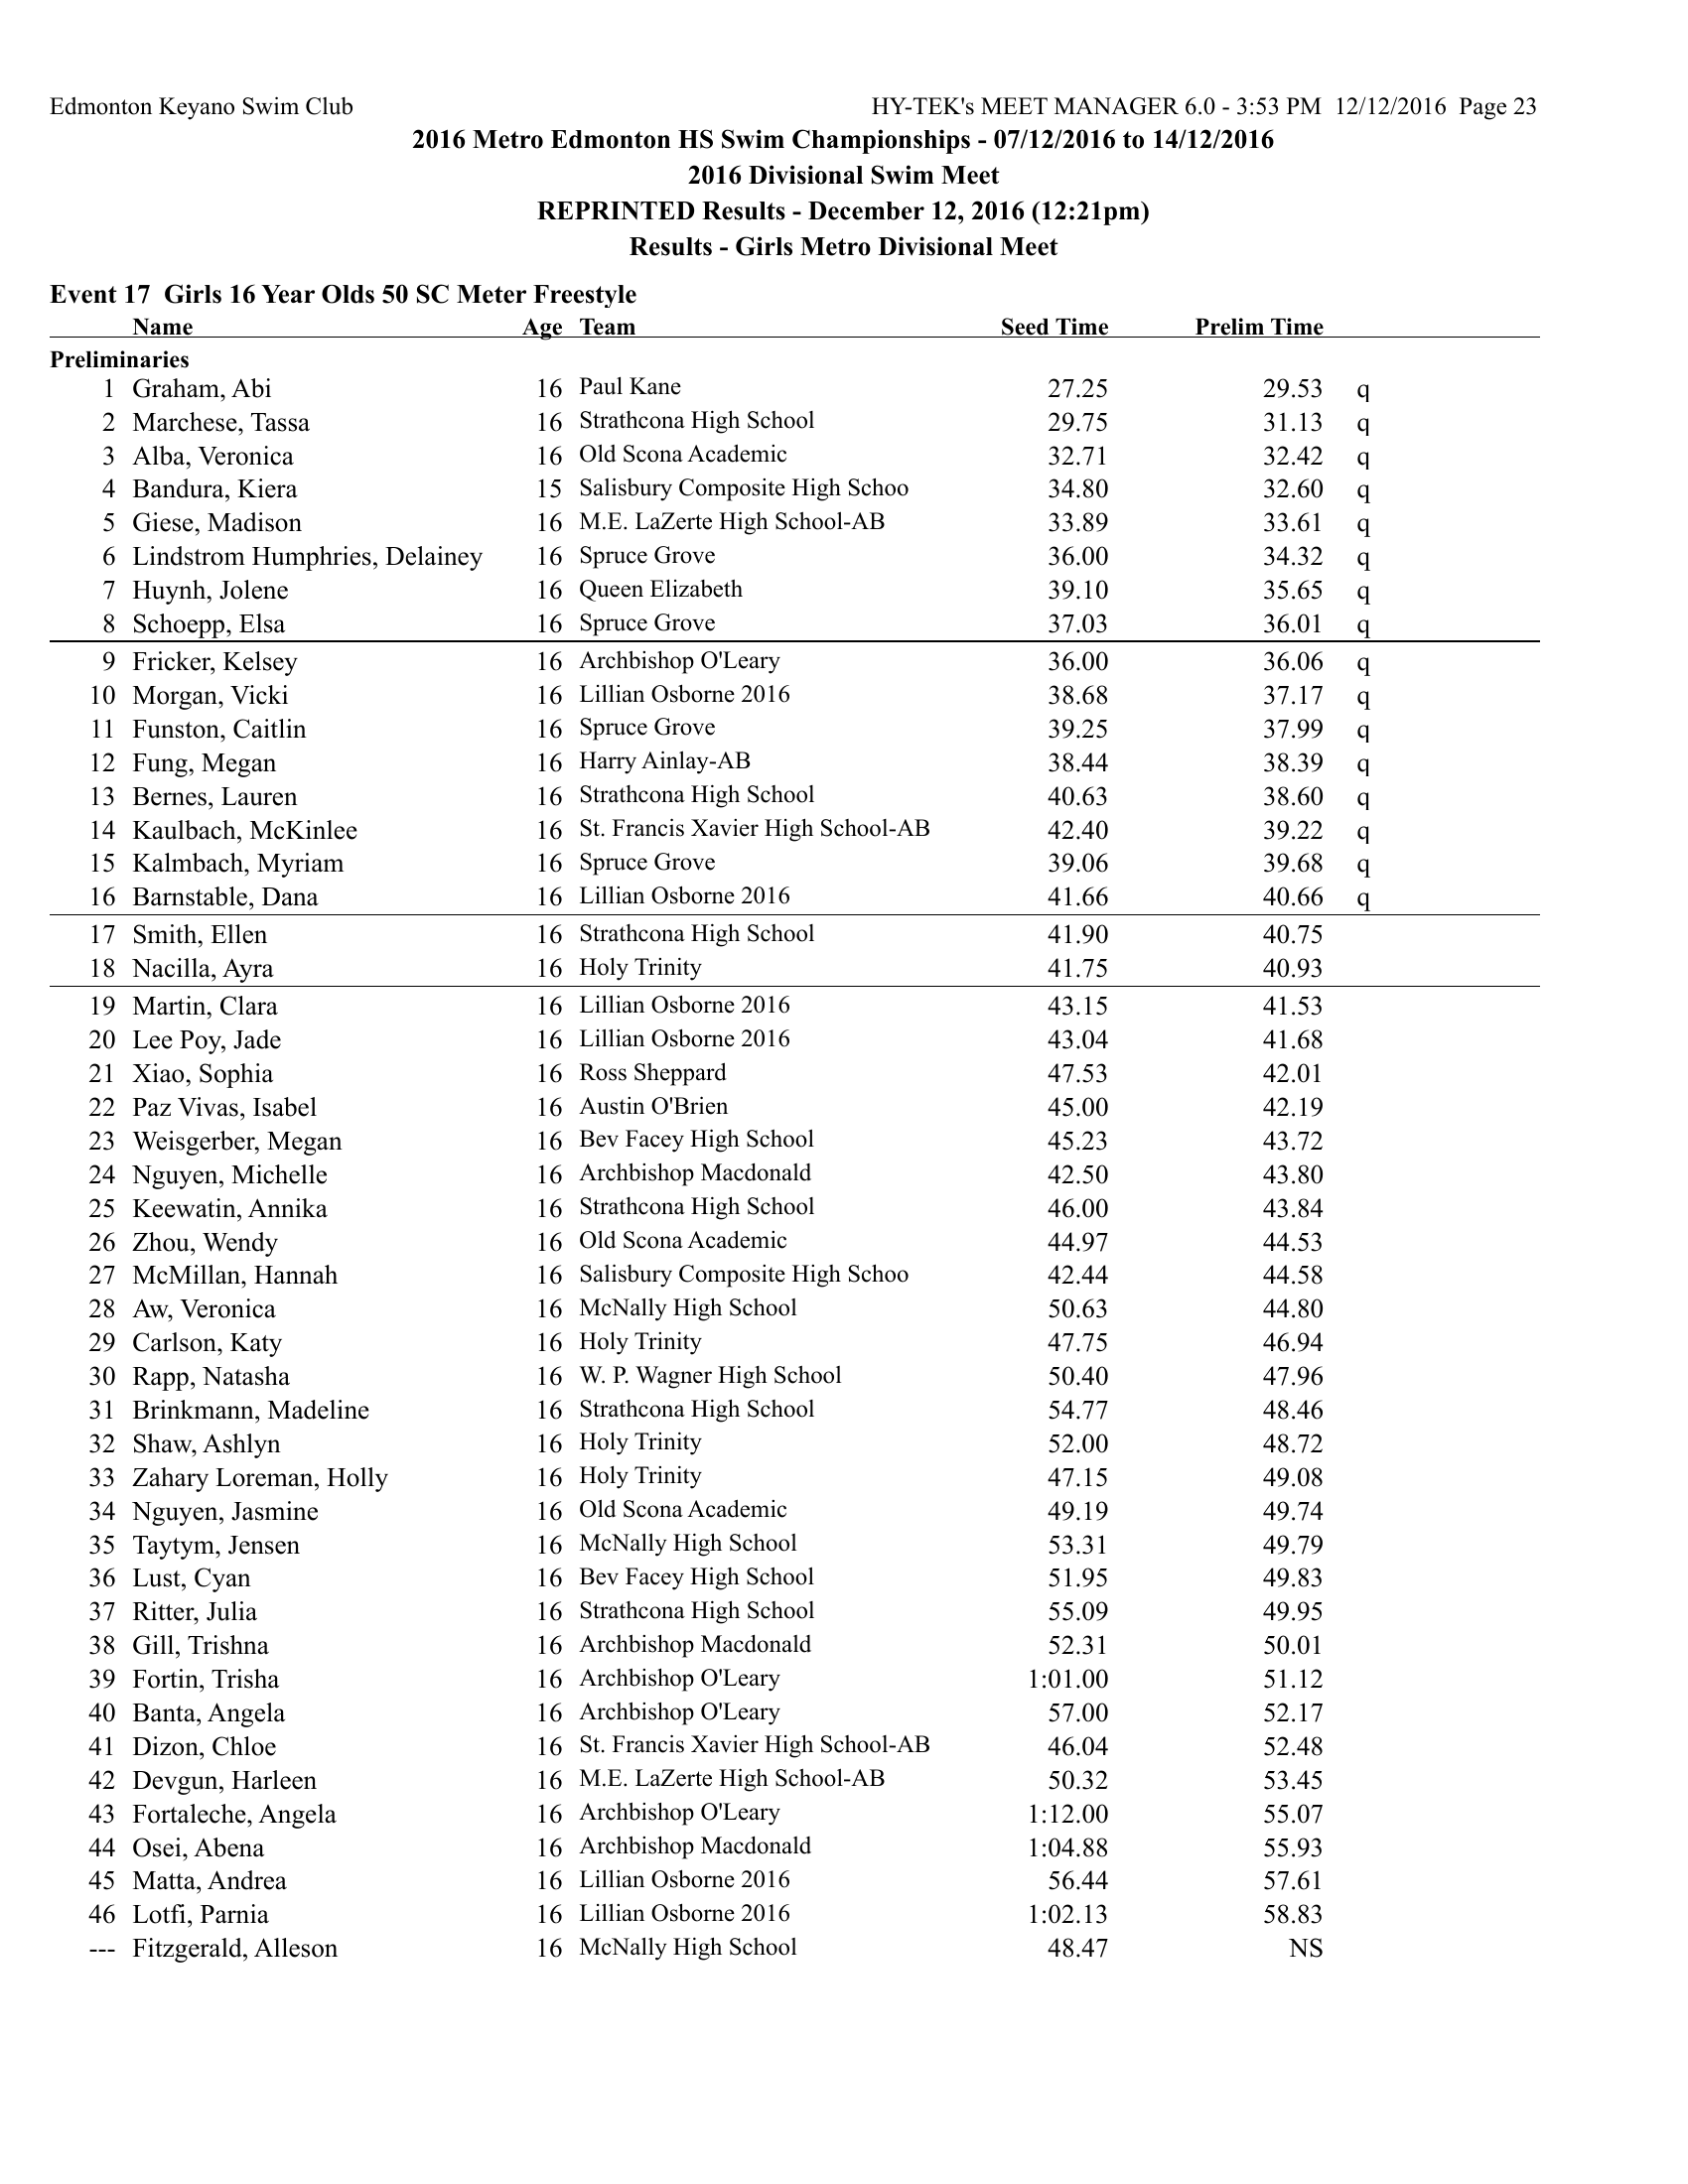 Edmonton Keyano Swim Club HY-TEK's MEET MANAGER 6.0 - 3:53 PM 12/12/2016 Page 23
2016 Metro Edmonton HS Swim Championships - 07/12/2016 to 14/12/2016
2016 Divisional Swim Meet
REPRINTED Results - December 12, 2016 (12:21pm)
Results - Girls Metro Divisional Meet
Event 17 Girls 16 Year Olds 50 SC Meter Freestyle
Name Age Team Seed Time Prelim Time
Preliminaries
1 Graham, Abi 16 Paul Kane 27.25 29.53 q
2 Marchese, Tassa 16 Strathcona High School 29.75 31.13 q
3 Alba, Veronica 16 Old Scona Academic 32.71 32.42 q
4 Bandura, Kiera 15 Salisbury Composite High Schoo 34.80 32.60 q
5 Giese, Madison 16 M.E. LaZerte High School-AB 33.89 33.61 q
6 Lindstrom Humphries, Delainey 16 Spruce Grove 36.00 34.32 q
7 Huynh, Jolene 16 Queen Elizabeth 39.10 35.65 q
8 Schoepp, Elsa 16 Spruce Grove 37.03 36.01 q
9 Fricker, Kelsey 16 Archbishop O'Leary 36.00 36.06 q
10 Morgan, Vicki 16 Lillian Osborne 2016 38.68 37.17 q
11 Funston, Caitlin 16 Spruce Grove 39.25 37.99 q
12 Fung, Megan 16 Harry Ainlay-AB 38.44 38.39 q
13 Bernes, Lauren 16 Strathcona High School 40.63 38.60 q
14 Kaulbach, McKinlee 16 St. Francis Xavier High School-AB 42.40 39.22 q
15 Kalmbach, Myriam 16 Spruce Grove 39.06 39.68 q
16 Barnstable, Dana 16 Lillian Osborne 2016 41.66 40.66 q
17 Smith, Ellen 16 Strathcona High School 41.90 40.75
18 Nacilla, Ayra 16 Holy Trinity 41.75 40.93
19 Martin, Clara 16 Lillian Osborne 2016 43.15 41.53
20 Lee Poy, Jade 16 Lillian Osborne 2016 43.04 41.68
21 Xiao, Sophia 16 Ross Sheppard 47.53 42.01
22 Paz Vivas, Isabel 16 Austin O'Brien 45.00 42.19
23 Weisgerber, Megan 16 Bev Facey High School 45.23 43.72
24 Nguyen, Michelle 16 Archbishop Macdonald 42.50 43.80
25 Keewatin, Annika 16 Strathcona High School 46.00 43.84
26 Zhou, Wendy 16 Old Scona Academic 44.97 44.53
27 McMillan, Hannah 16 Salisbury Composite High Schoo 42.44 44.58
28 Aw, Veronica 16 McNally High School 50.63 44.80
29 Carlson, Katy 16 Holy Trinity 47.75 46.94
30 Rapp, Natasha 16 W. P. Wagner High School 50.40 47.96
31 Brinkmann, Madeline 16 Strathcona High School 54.77 48.46
32 Shaw, Ashlyn 16 Holy Trinity 52.00 48.72
33 Zahary Loreman, Holly 16 Holy Trinity 47.15 49.08
34 Nguyen, Jasmine 16 Old Scona Academic 49.19 49.74
35 Taytym, Jensen 16 McNally High School 53.31 49.79
36 Lust, Cyan 16 Bev Facey High School 51.95 49.83
37 Ritter, Julia 16 Strathcona High School 55.09 49.95
38 Gill, Trishna 16 Archbishop Macdonald 52.31 50.01
39 Fortin, Trisha 16 Archbishop O'Leary 1:01.00 51.12
40 Banta, Angela 16 Archbishop O'Leary 57.00 52.17
41 Dizon, Chloe 16 St. Francis Xavier High School-AB 46.04 52.48
42 Devgun, Harleen 16 M.E. LaZerte High School-AB 50.32 53.45
43 Fortaleche, Angela 16 Archbishop O'Leary 1:12.00 55.07
44 Osei, Abena 16 Archbishop Macdonald 1:04.88 55.93
45 Matta, Andrea 16 Lillian Osborne 2016 56.44 57.61
46 Lotfi, Parnia 16 Lillian Osborne 2016 1:02.13 58.83
--- Fitzgerald, Alleson 16 McNally High School 48.47 NS